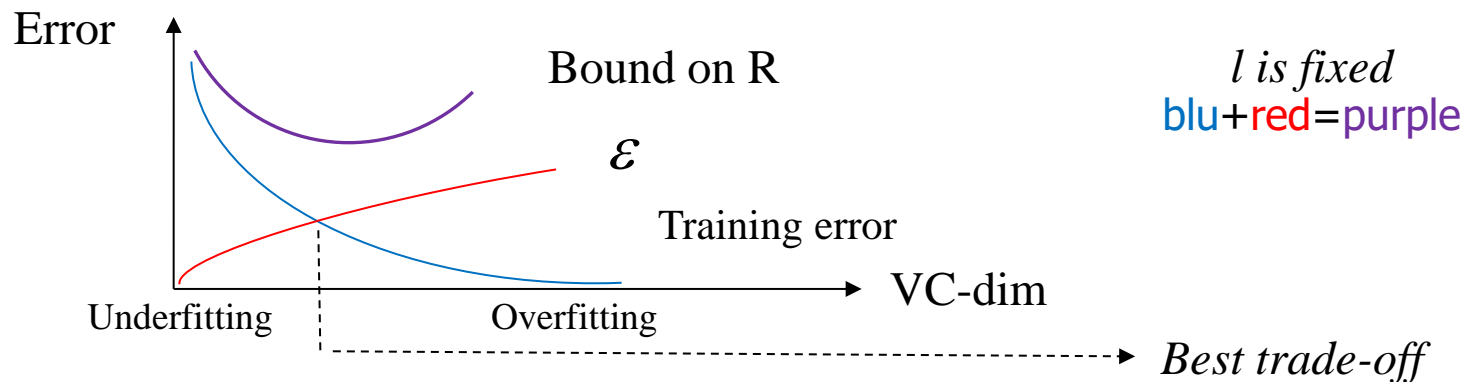 Error
Bound on R
l is fixed
blu+red=purple
ε
Training error
VC-dim
Underfitting
Overfitting
Best trade-off